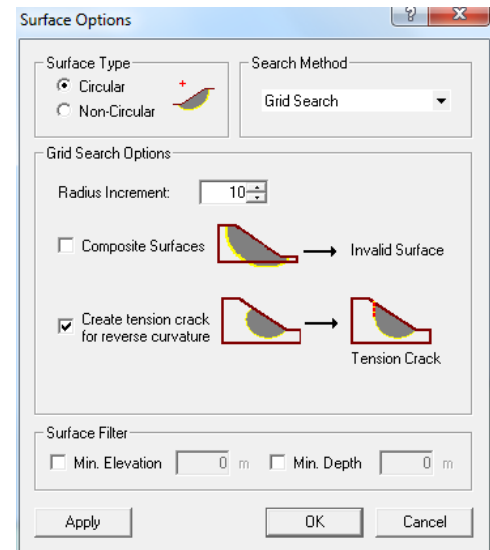 Surface Options
?
X
Surface Type
Circular
Non-Circular
Search Method
Grid Search
Grid Search Options
Radius Increment: 10
Composite Surfaces
Invalid Surface
Create tension crack
for reverse curvature
Tension Crack
Surface Filter
Min. Elevation 0 m Min. Depth 0 m
Apply OK Cancel